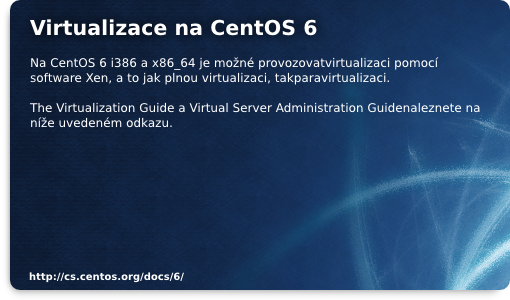 Virtualizace na CentOS 6
Na CentOS 6 i386 a x86_64 je možné provozovatvirtualizaci pomocí
software Xen, a to jak plnou virtualizaci, takparavirtualizaci.
The Virtualization Guide a Virtual Server Administration Guidenaleznete na
níže uvedeném odkazu.
http://cs.centos.org/docs/6/